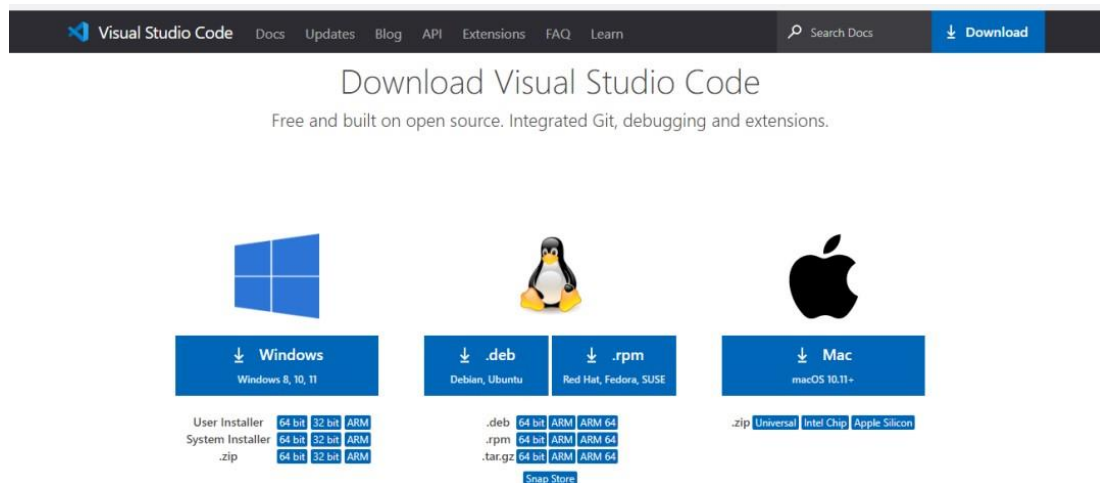 Visual Studio Code Docs Updates Blog API Extensions FAQ Learn Search Docs Download
Download Visual Studio Code
Free and built on open source. Integrated Git, debugging and extensions.
Windows
Windows 8, 10, 11
User Installer 64 bit 32 bit ARM
System Installer 64 bit 32 bit ARM
.zip 64 bit 32 bit ARM
.deb
Debian, Ubuntu
.rpm
Red Hat, Fedora, SUSE
.deb 64 bit ARM ARM 64
.rpm 64 bit ARM ARM 64
.tar.gz 64 bit ARM ARM 64
Snap Store
Mac
macOS 10.11+
.zip Universal Intel Chip Apple Silicon